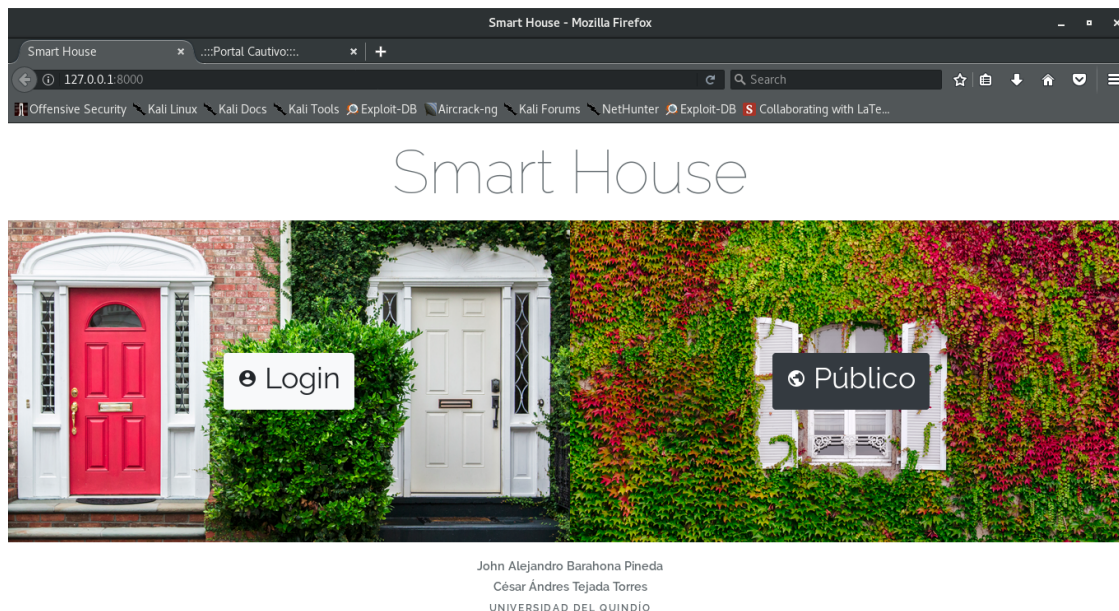 Smart House - Mozilla Firefox
Smart House
.:::Portal Cautivo:::.
127.0.0.1:8000
Search
Offensive Security Kali Linux Kali Docs Kali Tools Exploit-DB Aircrack-ng Kali Forums NetHunter Exploit-DB S Collaborating with LaTe...
Smart House
Login
Público
John Alejandro Barahona Pineda
César Ándres Tejada Torres
UNIVERSIDAD DEL QUINDÍO